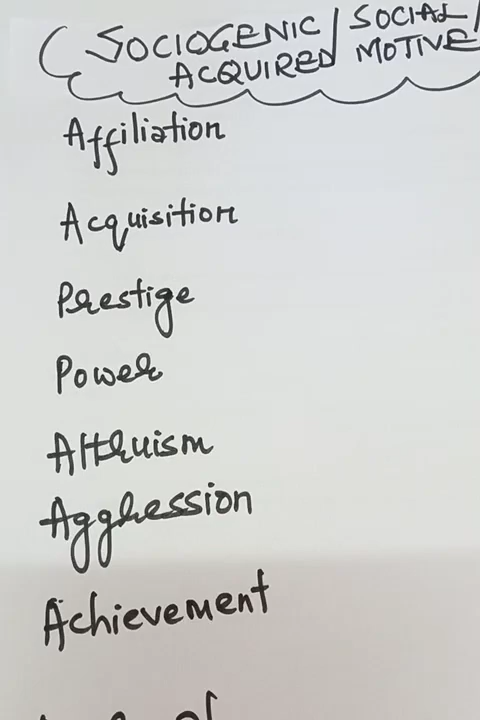 SOCIOGENIC / SOCIAL /
ACQUIRED MOTIVE
Affiliation
Acquisition
Prestige
Power
Altruism
Aggression
Achievement